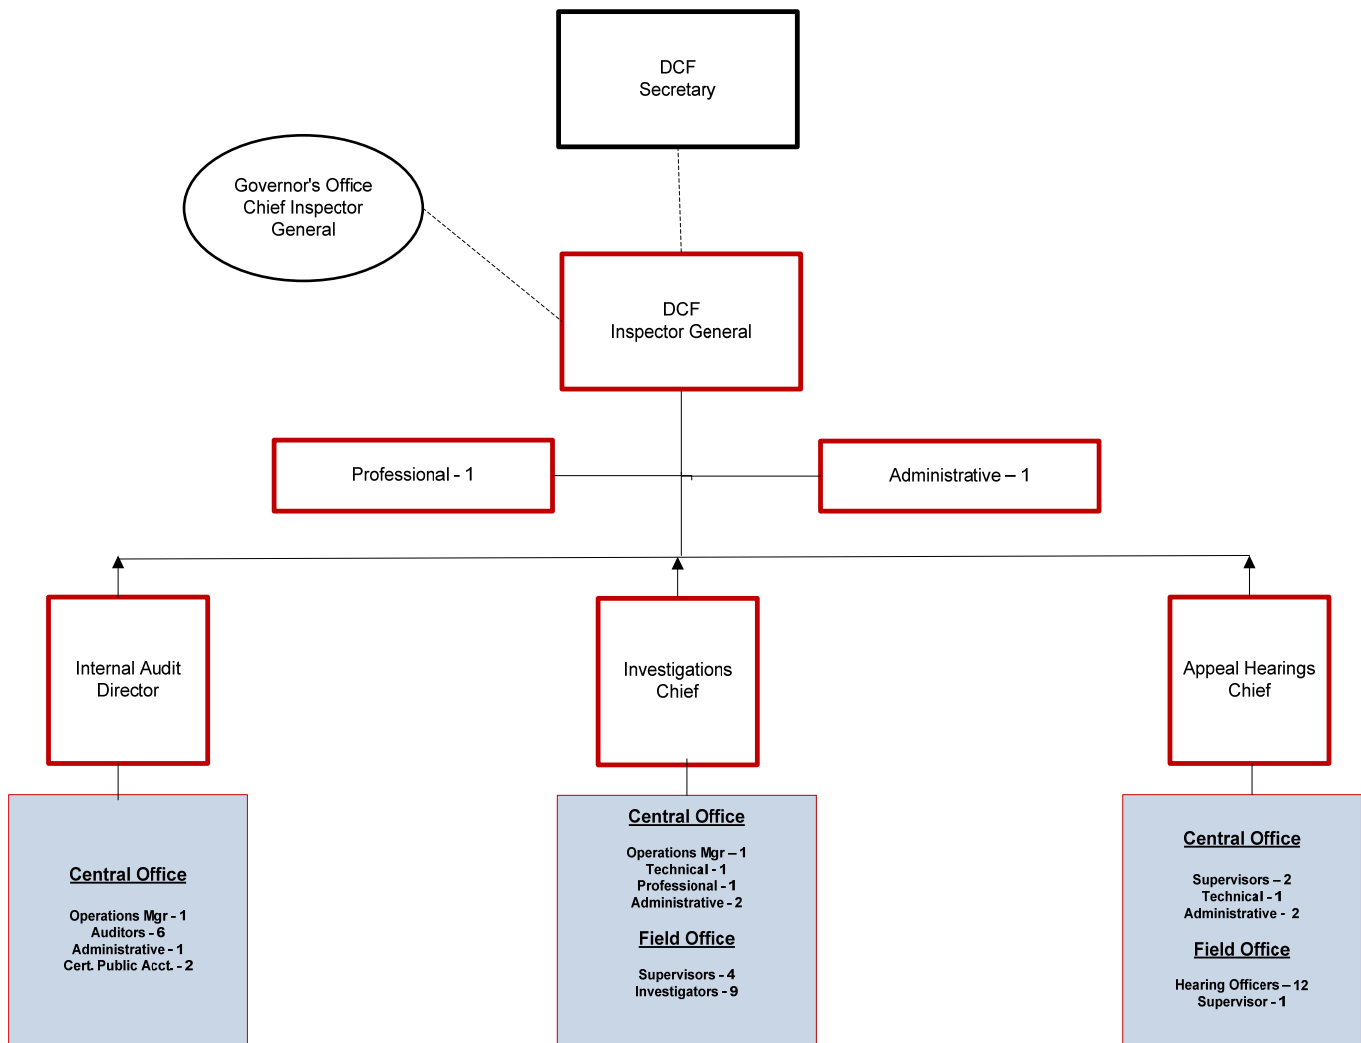 DCF
Secretary
Governor's Office
Chief Inspector
General
DCF
Inspector General
Professional - 1
Administrative – 1
Internal Audit
Director
Investigations
Chief
Appeal Hearings
Chief
Central Office
Operations Mgr - 1
Auditors - 6
Administrative - 1
Cert. Public Acct. - 2
Central Office
Operations Mgr – 1
Technical - 1
Professional - 1
Administrative - 2
Field Office
Supervisors - 4
Investigators - 9
Central Office
Supervisors – 2
Technical - 1
Administrative - 2
Field Office
Hearing Officers – 12
Supervisor - 1